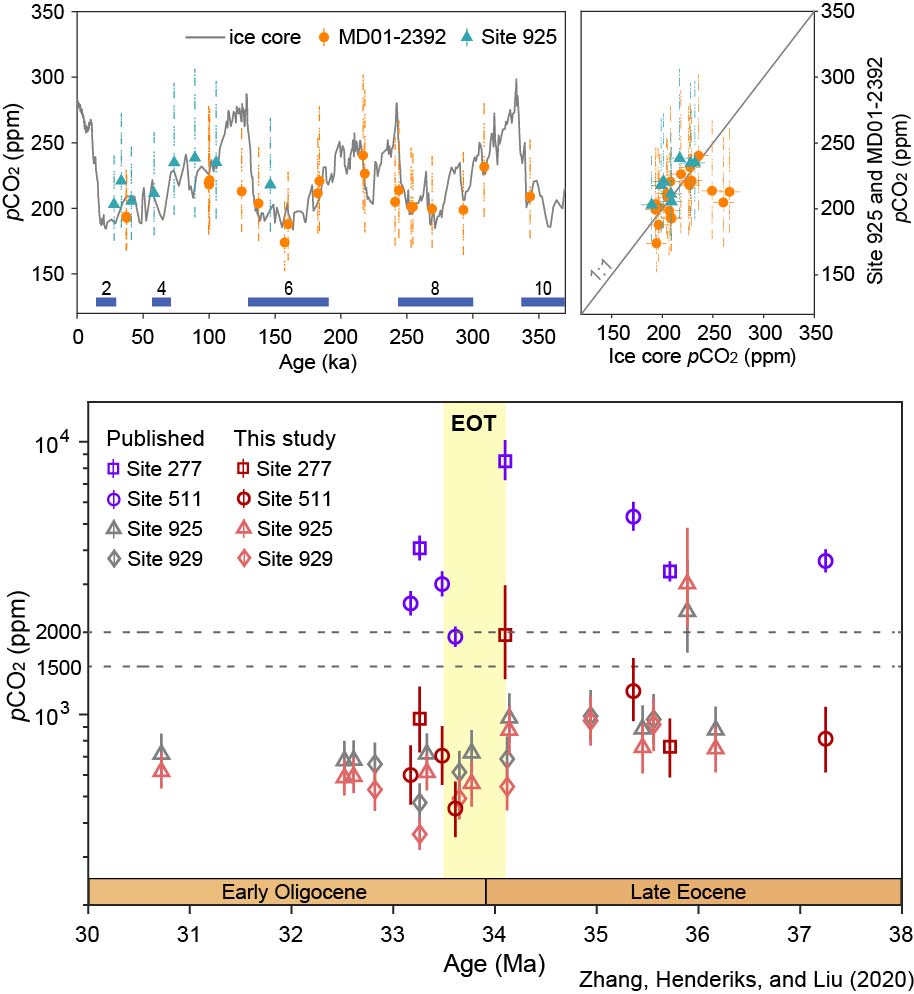 350
300
250
200
150
pCO2 (ppm)
ice core MD01-2392 Site 925
2 4 6 8 10
0 50 100 150 200 250 300 350
Age (ka)
350
300
250
200
150
Site 925 and MD01-2392
pCO2 (ppm)
1:1
150 200 250 300 350
Ice core pCO2 (ppm)
EOT
Published This study
Site 277 Site 277
Site 511 Site 511
Site 925 Site 925
Site 929 Site 929
10⁴
2000
1500
10³
pCO2 (ppm)
Early Oligocene Late Eocene
30 31 32 33 34 35 36 37 38
Age (Ma)
Zhang, Henderiks, and Liu (2020)